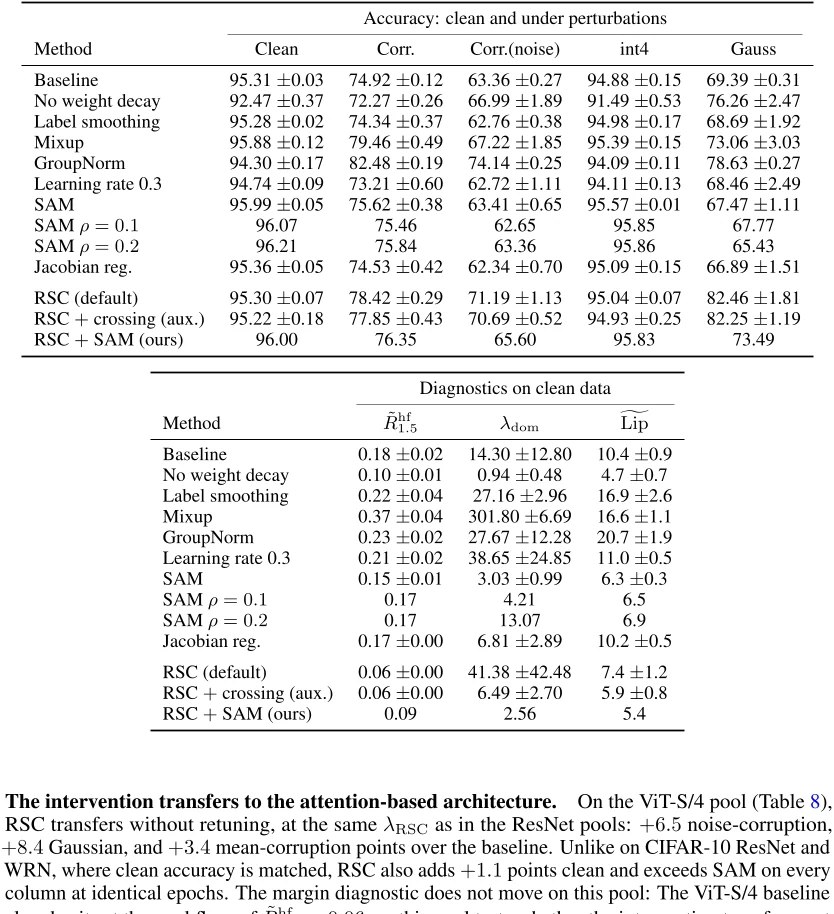 Accuracy: clean and under perturbations
Method Clean Corr. Corr.(noise) int4 Gauss
Baseline 95.31 ±0.03 74.92 ±0.12 63.36 ±0.27 94.88 ±0.15 69.39 ±0.31
No weight decay 92.47 ±0.37 72.27 ±0.26 66.99 ±1.89 91.49 ±0.53 76.26 ±2.47
Label smoothing 95.28 ±0.02 74.34 ±0.37 62.76 ±0.38 94.98 ±0.17 68.69 ±1.92
Mixup 95.88 ±0.12 79.46 ±0.49 67.22 ±1.85 95.39 ±0.15 73.06 ±3.03
GroupNorm 94.30 ±0.17 82.48 ±0.19 74.14 ±0.25 94.09 ±0.11 78.63 ±0.27
Learning rate 0.3 94.74 ±0.09 73.21 ±0.60 62.72 ±1.11 94.11 ±0.13 68.46 ±2.49
SAM 95.99 ±0.05 75.62 ±0.38 63.41 ±0.65 95.57 ±0.01 67.47 ±1.11
SAM ρ = 0.1 96.07 75.46 62.65 95.85 67.77
SAM ρ = 0.2 96.21 75.84 63.36 95.86 65.43
Jacobian reg. 95.36 ±0.05 74.53 ±0.42 62.34 ±0.70 95.09 ±0.15 66.89 ±1.51
RSC (default) 95.30 ±0.07 78.42 ±0.29 71.19 ±1.13 95.04 ±0.07 82.46 ±1.81
RSC + crossing (aux.) 95.22 ±0.18 77.85 ±0.43 70.69 ±0.52 94.93 ±0.25 82.25 ±1.19
RSC + SAM (ours) 96.00 76.35 65.60 95.83 73.49
Diagnostics on clean data
Method R̃^hf_1.5 λ_dom L͂ip
Baseline 0.18 ±0.02 14.30 ±12.80 10.4 ±0.9
No weight decay 0.10 ±0.01 0.94 ±0.48 4.7 ±0.7
Label smoothing 0.22 ±0.04 27.16 ±2.96 16.9 ±2.6
Mixup 0.37 ±0.04 301.80 ±6.69 16.6 ±1.1
GroupNorm 0.23 ±0.02 27.67 ±12.28 20.7 ±1.9
Learning rate 0.3 0.21 ±0.02 38.65 ±24.85 11.0 ±0.5
SAM 0.15 ±0.01 3.03 ±0.99 6.3 ±0.3
SAM ρ = 0.1 0.17 4.21 6.5
SAM ρ = 0.2 0.17 13.07 6.9
Jacobian reg. 0.17 ±0.00 6.81 ±2.89 10.2 ±0.5
RSC (default) 0.06 ±0.00 41.38 ±42.48 7.4 ±1.2
RSC + crossing (aux.) 0.06 ±0.00 6.49 ±2.70 5.9 ±0.8
RSC + SAM (ours) 0.09 2.56 5.4
The intervention transfers to the attention-based architecture. On the ViT-S/4 pool (Table 8),
RSC transfers without retuning, at the same λ_RSC as in the ResNet pools: +6.5 noise-corruption,
+8.4 Gaussian, and +3.4 mean-corruption points over the baseline. Unlike on CIFAR-10 ResNet and
WRN, where clean accuracy is matched, RSC also adds +1.1 points clean and exceeds SAM on every
column at identical epochs. The margin diagnostic does not move on this pool: The ViT-S/4 baseline